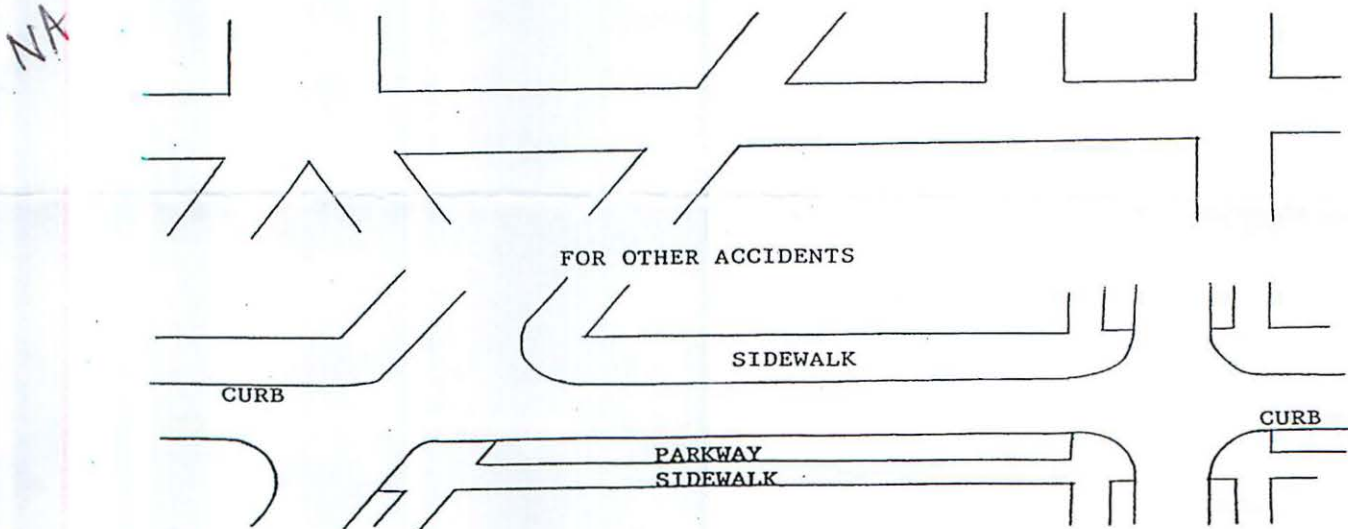 NA
FOR OTHER ACCIDENTS
SIDEWALK
CURB
CURB
PARKWAY
SIDEWALK